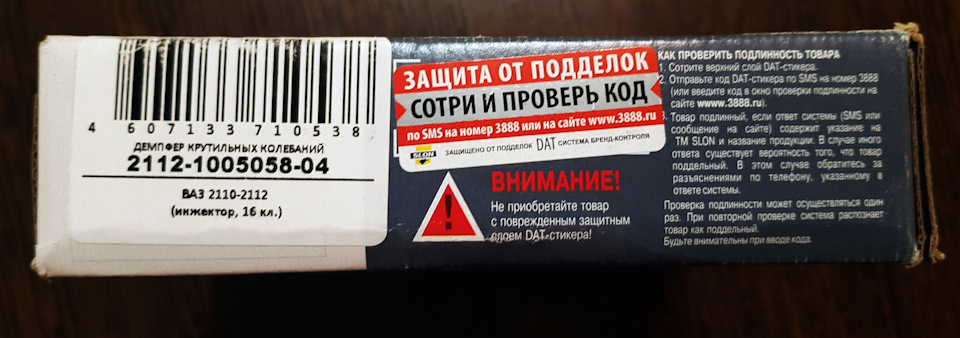 4 607133 710538
ДЕМПФЕР КРУТИЛЬНЫХ КОЛЕБАНИЙ
2112-1005058-04
ВАЗ 2110-2112
(инжектор, 16 кл.)
ЗАЩИТА ОТ ПОДДЕЛОК
СОТРИ И ПРОВЕРЬ КОД
по SMS на номер 3888 или на сайте www.3888.ru
SLON
ЗАЩИЩЕНО ОТ ПОДДЕЛОК DAT СИСТЕМА БРЕНД-КОНТРОЛЯ
ВНИМАНИЕ!
Не приобретайте товар
с поврежденным защитным
слоем DAT-стикера!
КАК ПРОВЕРИТЬ ПОДЛИННОСТЬ ТОВАРА
1. Сотрите верхний слой DAT-стикера.
2. Отправьте код DAT-стикера по SMS на номер 3888
(или введите код в окно проверки подлинности на
сайте www.3888.ru).
3. Товар подлинный, если ответ системы (SMS или
сообщение на сайте) содержит указание на
TM SLON и название продукции. В случае иного
ответа существует вероятность того, что товар
поддельный. В этом случае обратитесь за
разъяснениями по телефону, указанному в
ответе системы.
Проверка подлинности может осуществляться один
раз. При повторной проверке система распознает
товар как поддельный.
Будьте внимательны при вводе кода.